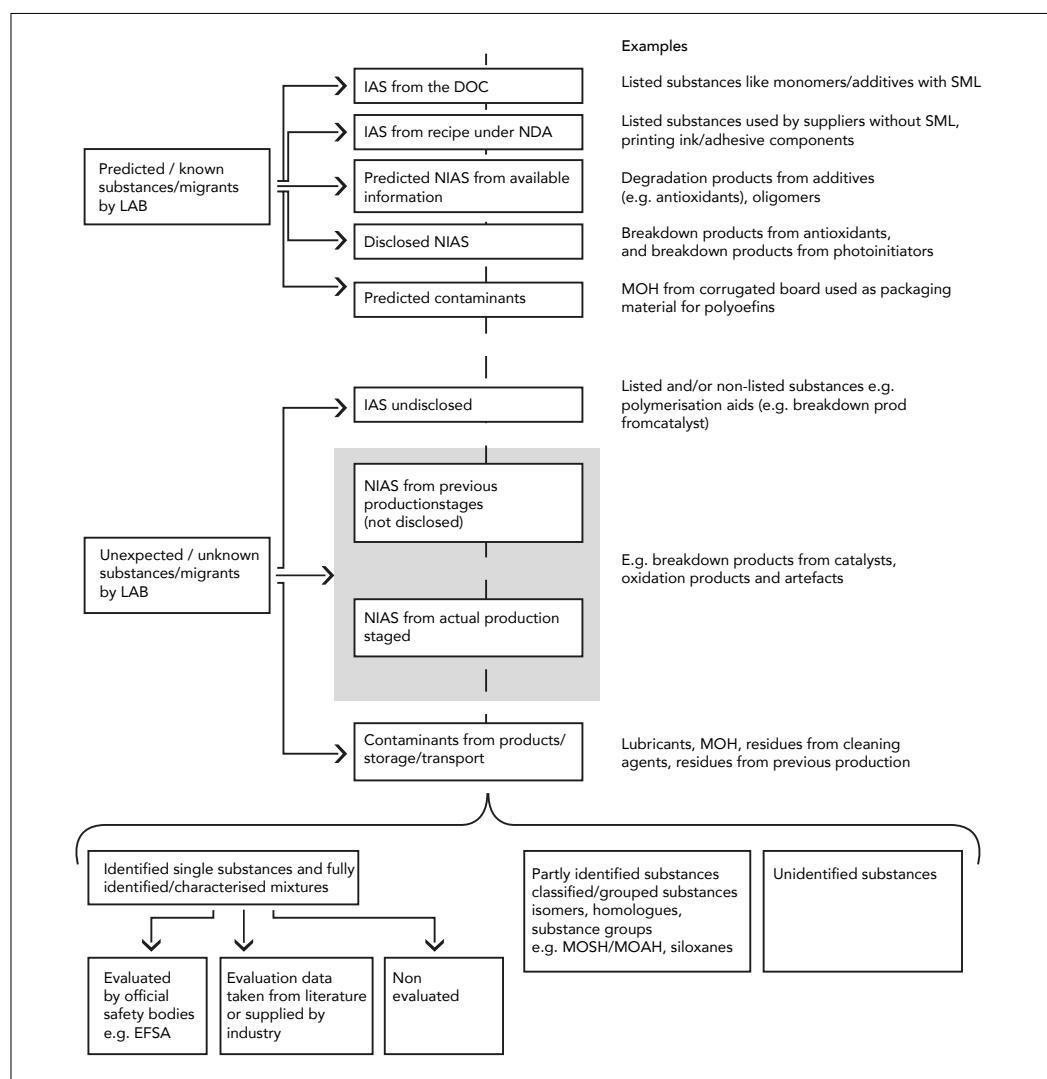 Examples
IAS from the DOC
Listed substances like monomers/additives with SML
IAS from recipe under NDA
Listed substances used by suppliers without SML,
printing ink/adhesive components
Predicted / known
substances/migrants
by LAB
Predicted NIAS from available
information
Degradation products from additives
(e.g. antioxidants), oligomers
Disclosed NIAS
Breakdown products from antioxidants,
and breakdown products from photoinitiators
Predicted contaminants
MOH from corrugated board used as packaging
material for polyoefins
IAS undisclosed
Listed and/or non-listed substances e.g.
polymerisation aids (e.g. breakdown prod
fromcatalyst)
NIAS from previous
productionstages
(not disclosed)
Unexpected / unknown
substances/migrants
by LAB
E.g. breakdown products from catalysts,
oxidation products and artefacts
NIAS from actual production
staged
Contaminants from products/
storage/transport
Lubricants, MOH, residues from cleaning
agents, residues from previous production
Identified single substances and fully
identified/characterised mixtures
Partly identified substances
classified/grouped substances
isomers, homologues,
substance groups
e.g. MOSH/MOAH, siloxanes
Unidentified substances
Evaluated
by official
safety bodies
e.g. EFSA
Evaluation data
taken from literature
or supplied by
industry
Non
evaluated